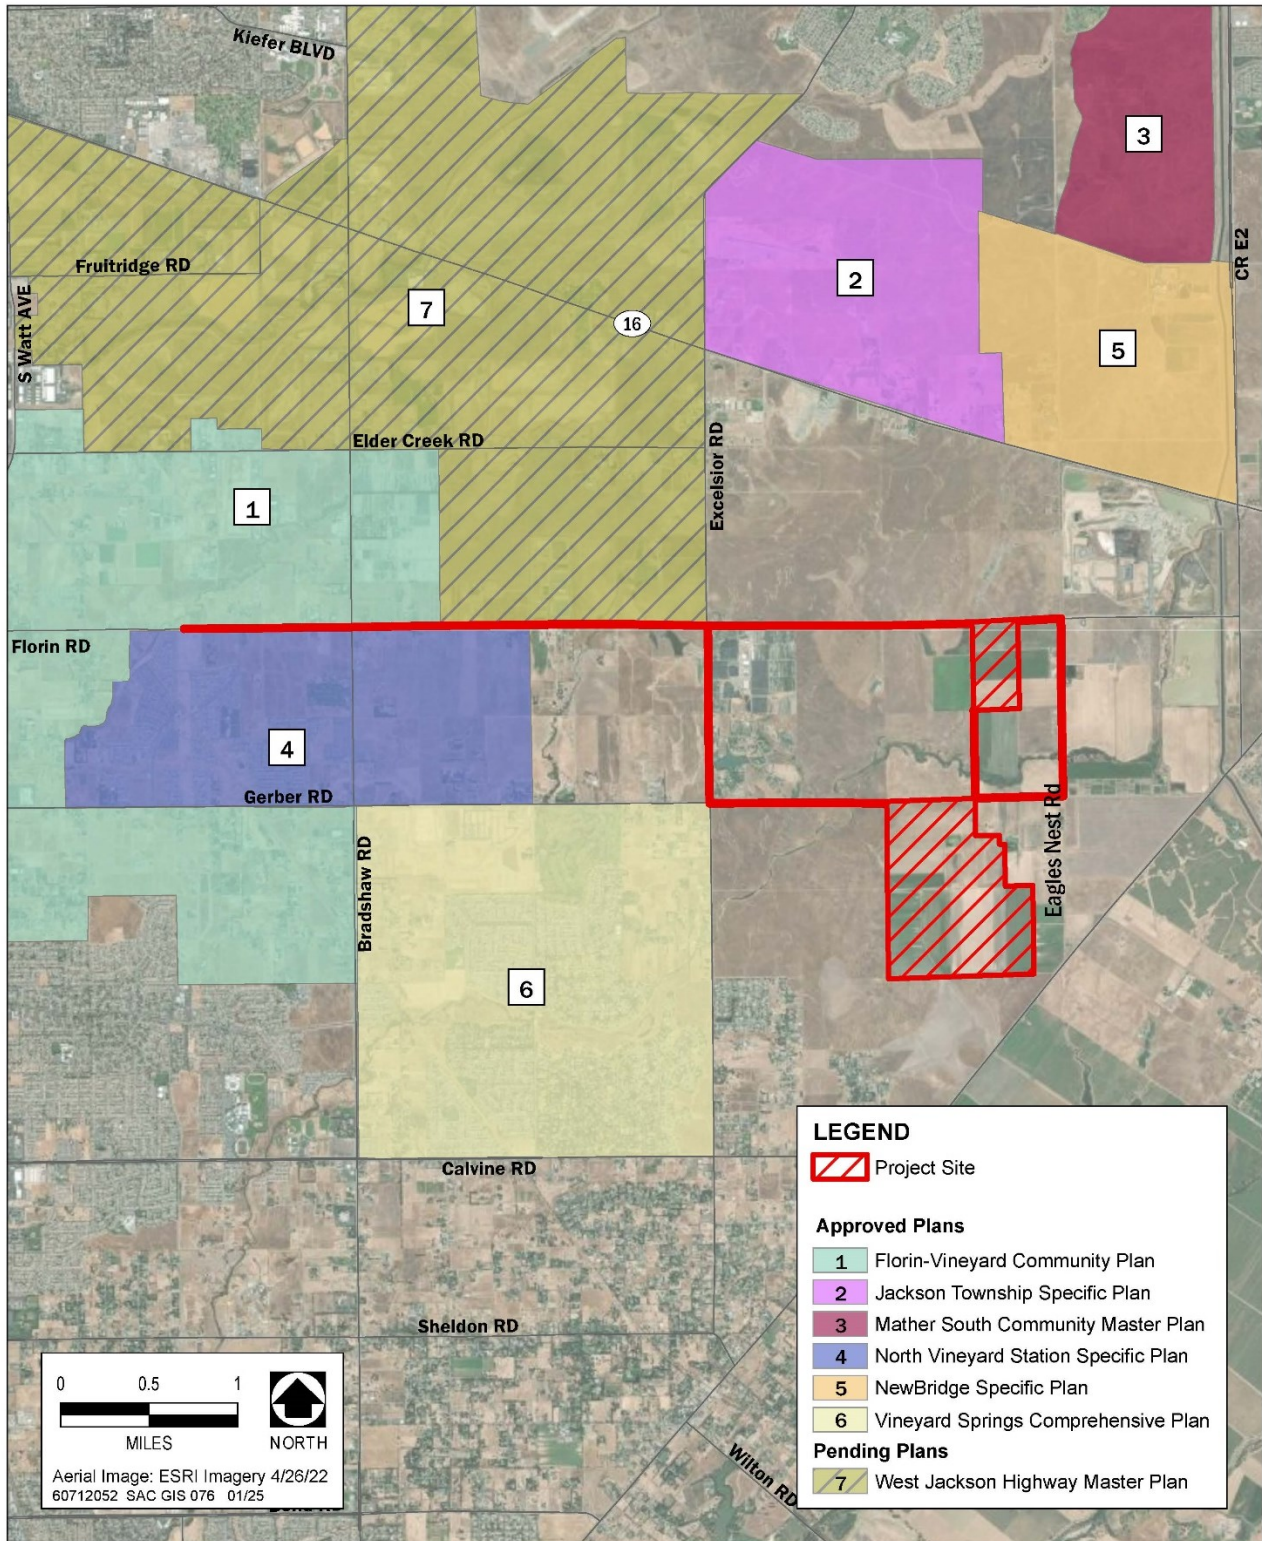 Kiefer BLVD
3
CR E2
Fruitridge RD
2
7
16
S Watt AVE
5
Elder Creek RD
Excelsior RD
1
Florin RD
4
Gerber RD
Eagles Nest Rd
Bradshaw RD
6
Calvine RD
Sheldon RD
Wilton RD
LEGEND
Project Site
Approved Plans
1 Florin-Vineyard Community Plan
2 Jackson Township Specific Plan
3 Mather South Community Master Plan
4 North Vineyard Station Specific Plan
5 NewBridge Specific Plan
6 Vineyard Springs Comprehensive Plan
Pending Plans
7 West Jackson Highway Master Plan
0 0.5 1
MILES NORTH
Aerial Image: ESRI Imagery 4/26/22
60712052 SAC GIS 076 01/25